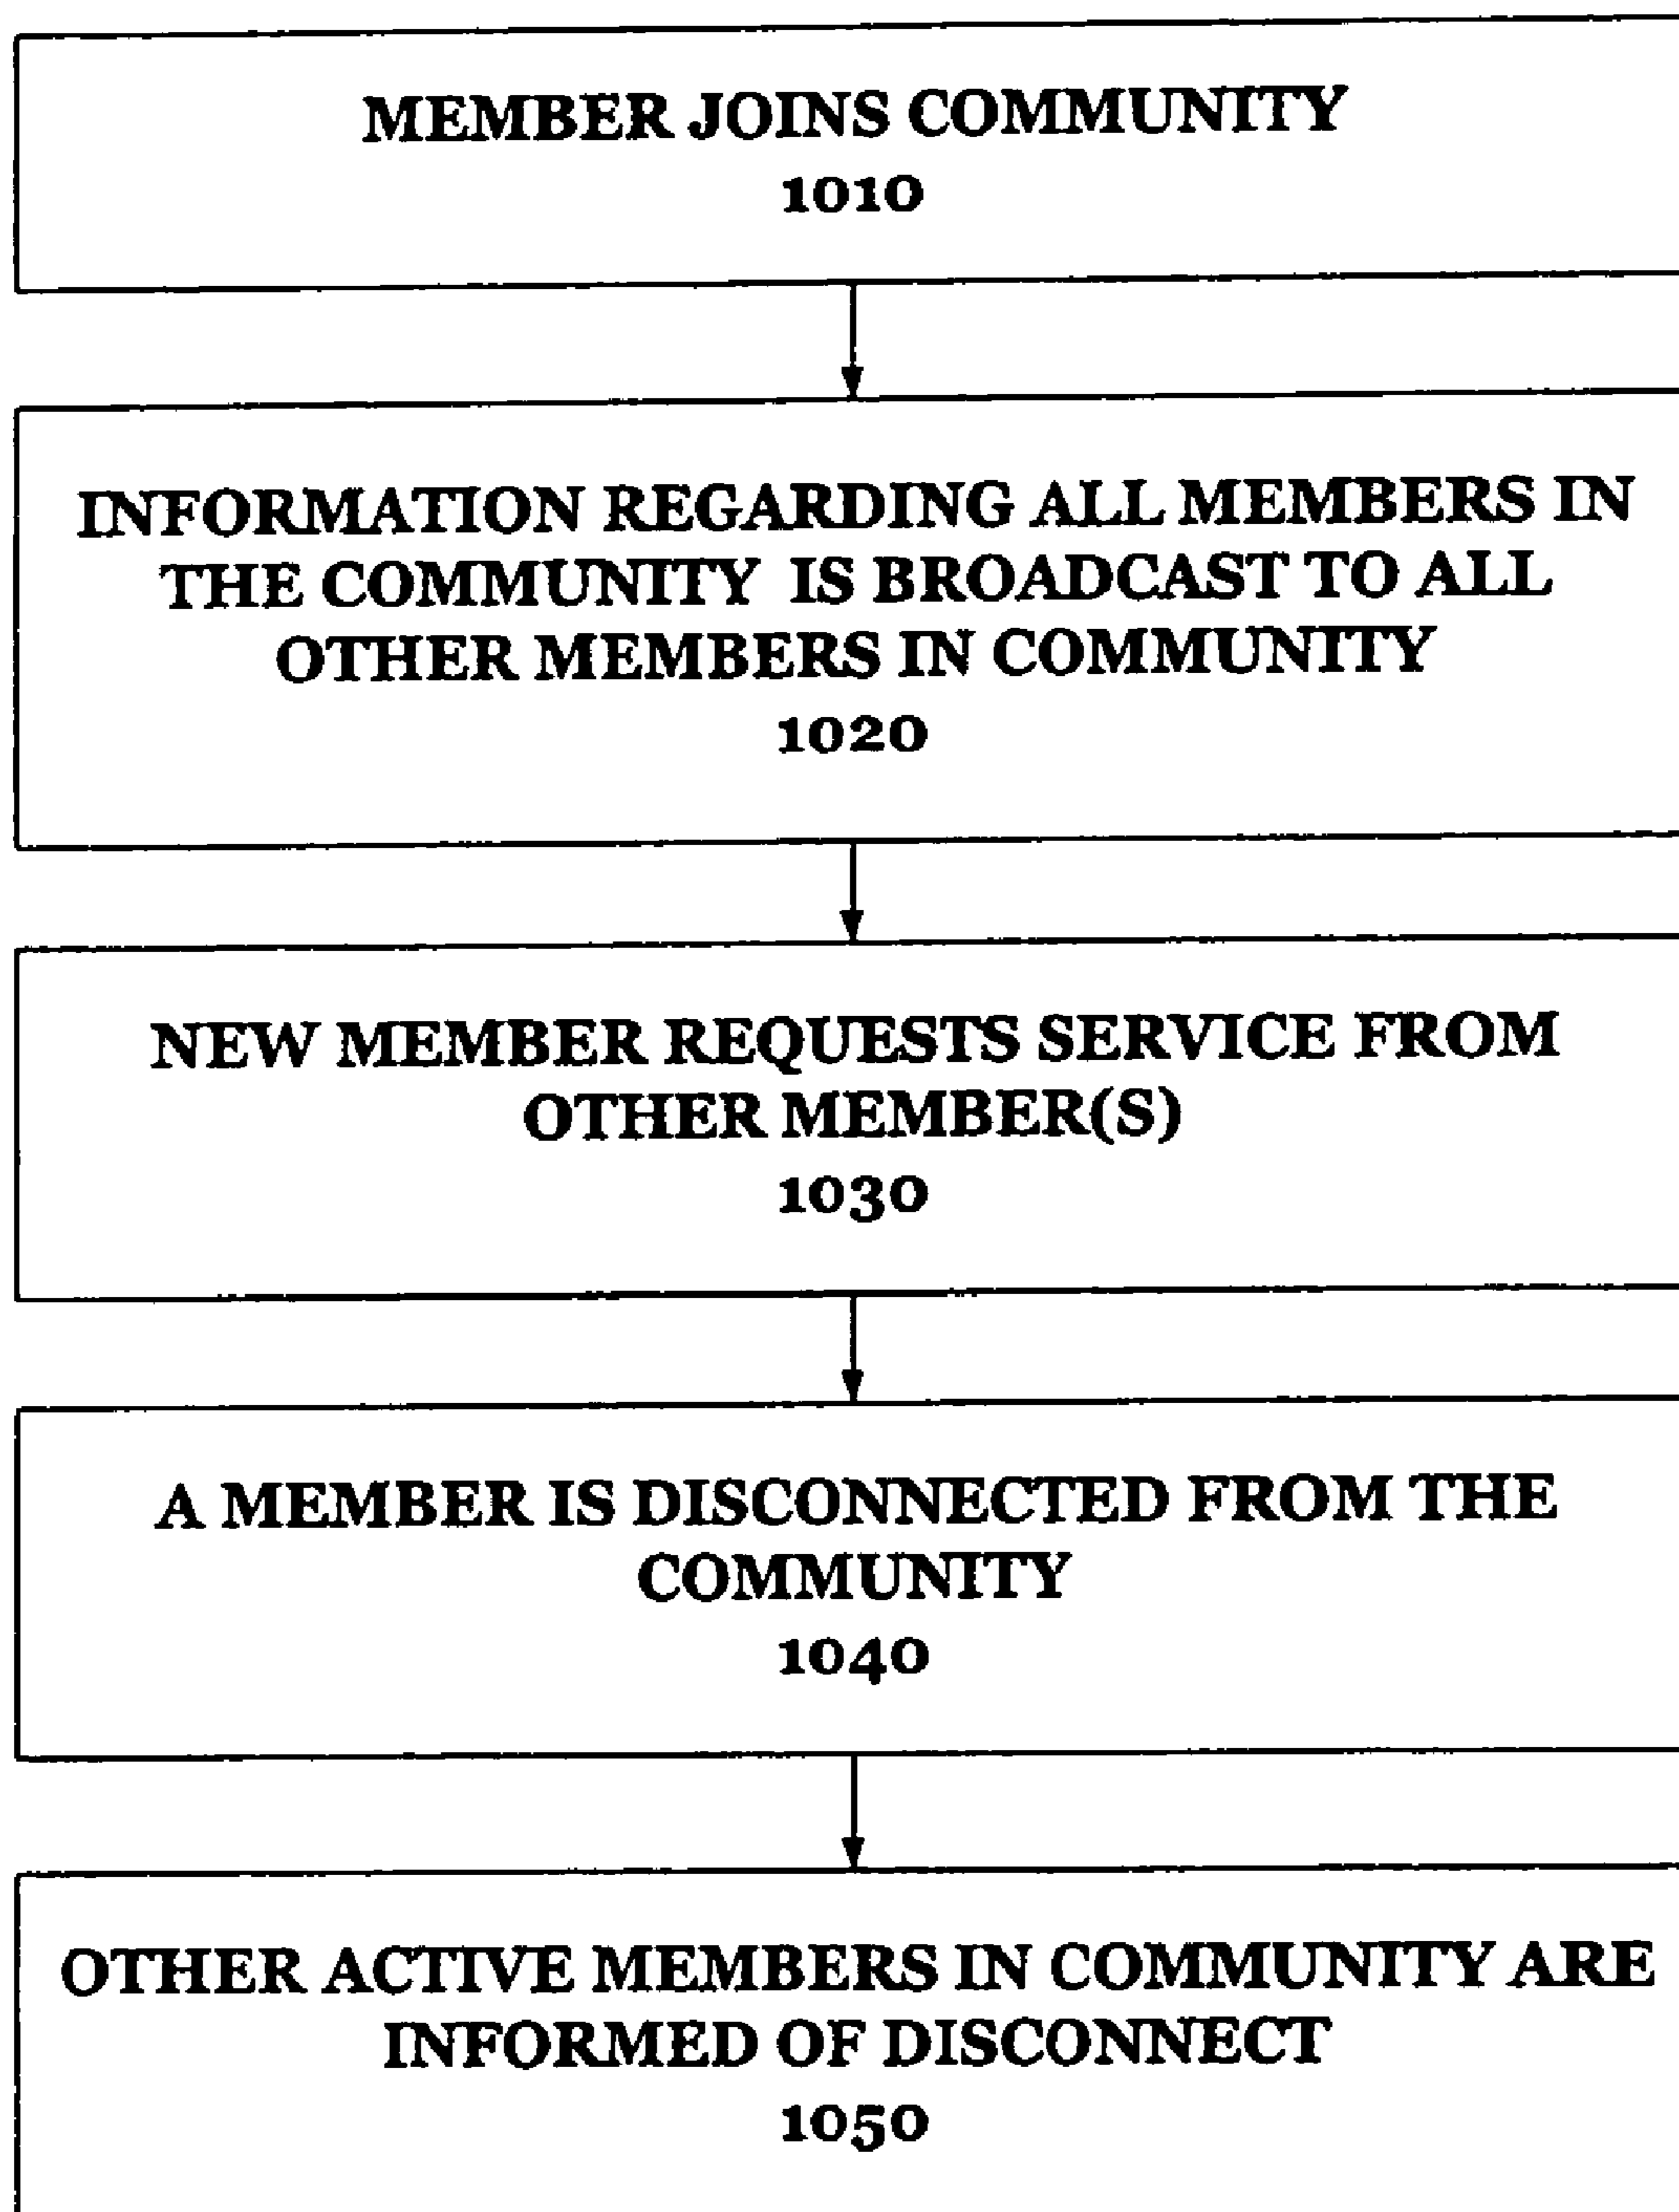 MEMBER JOINS COMMUNITY
1010
INFORMATION REGARDING ALL MEMBERS IN
THE COMMUNITY IS BROADCAST TO ALL
OTHER MEMBERS IN COMMUNITY
1020
NEW MEMBER REQUESTS SERVICE FROM
OTHER MEMBER(S)
1030
A MEMBER IS DISCONNECTED FROM THE
COMMUNITY
1040
OTHER ACTIVE MEMBERS IN COMMUNITY ARE
INFORMED OF DISCONNECT
1050